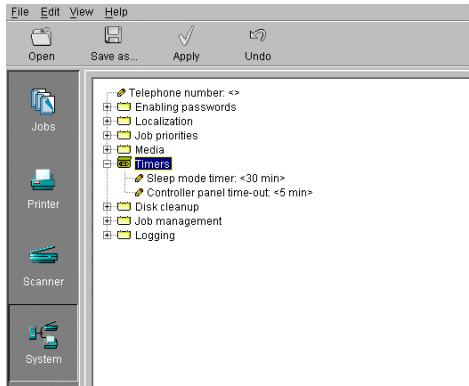 File Edit View Help
Open Save as... Apply Undo
Jobs
Printer
Scanner
System
Telephone number: <>
Enabling passwords
Localization
Job priorities
Media
Timers
Sleep mode timer: <30 min>
Controller panel time-out: <5 min>
Disk cleanup
Job management
Logging